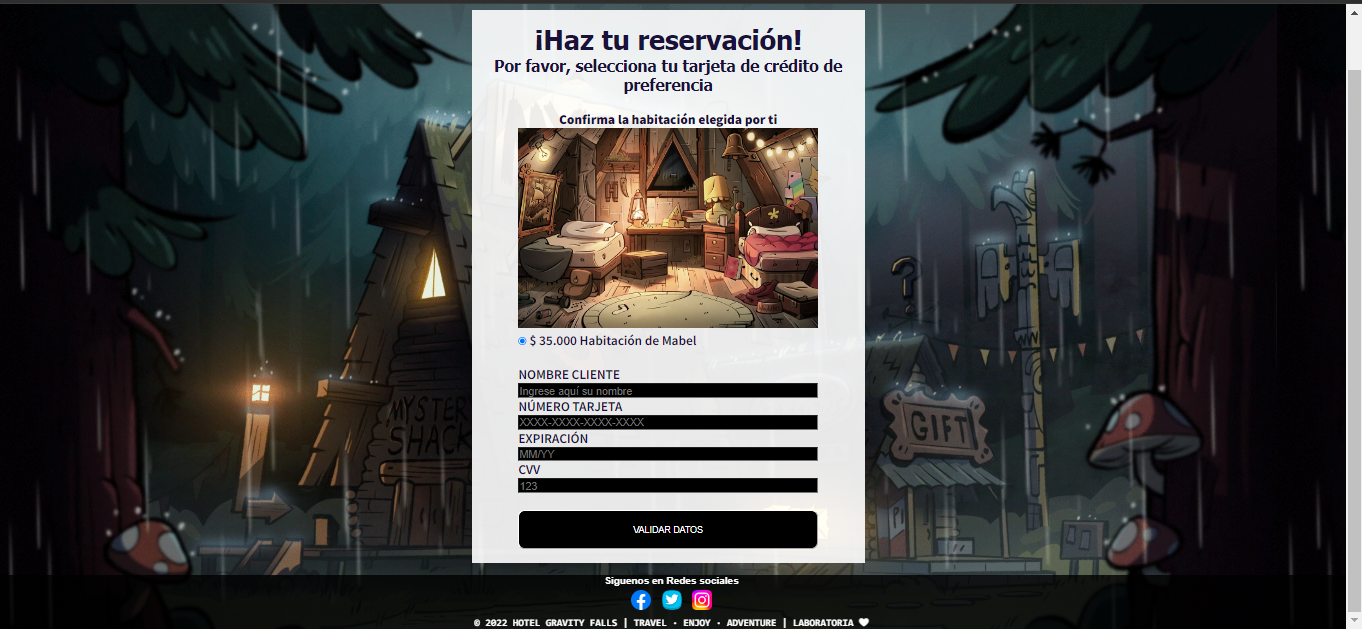 ¡Haz tu reservación!
Por favor, selecciona tu tarjeta de crédito de
preferencia
Confirma la habitación elegida por ti
$ 35.000 Habitación de Mabel
NOMBRE CLIENTE
Ingrese aquí su nombre
NÚMERO TARJETA
XXXX-XXXX-XXXX-XXXX
EXPIRACIÓN
MM/YY
CVV
123
VALIDAR DATOS
MYSTERY
SHACK
GIFT
?
Siguenos en Redes sociales
© 2022 HOTEL GRAVITY FALLS | TRAVEL · ENJOY · ADVENTURE | LABORATORIA 🤍